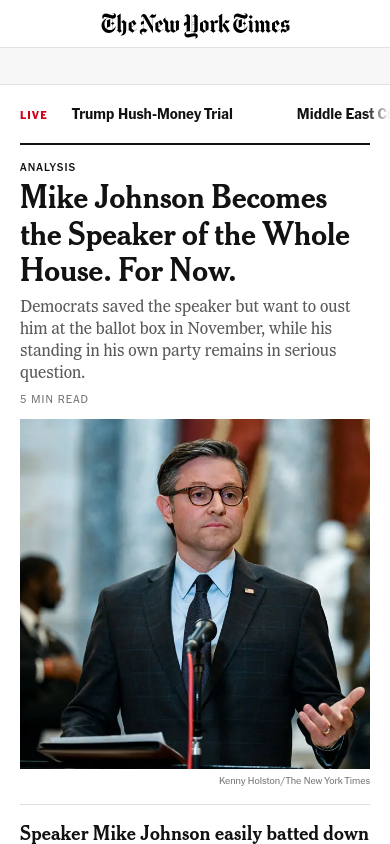 The New York Times
LIVE
Trump Hush-Money Trial
Middle East
ANALYSIS
Mike Johnson Becomes
the Speaker of the Whole
House. For Now.
Democrats saved the speaker but want to oust
him at the ballot box in November, while his
standing in his own party remains in serious
question.
5 MIN READ
Kenny Holston/The New York Times
Speaker Mike Johnson easily batted down